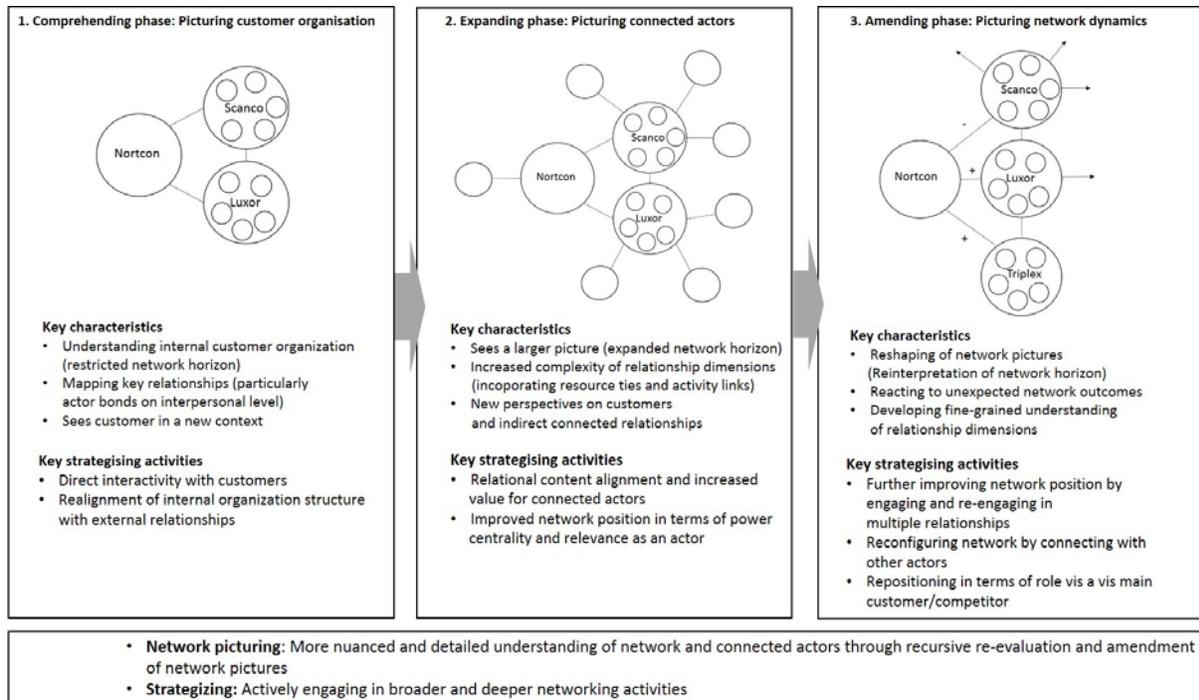 1. Comprehending phase: Picturing customer organisation
Scanco
Nortcon
Luxor
Key characteristics
• Understanding internal customer organization
(restricted network horizon)
• Mapping key relationships (particularly
actor bonds on interpersonal level)
• Sees customer in a new context
Key strategising activities
• Direct interactivity with customers
• Realignment of internal organization structure
with external relationships
2. Expanding phase: Picturing connected actors
Scanco
Nortcon
Luxor
Key characteristics
• Sees a larger picture (expanded network horizon)
• Increased complexity of relationship dimensions
(incoporating resource ties and activity links)
• New perspectives on customers
and indirect connected relationships
Key strategising activities
• Relational content alignment and increased
value for connected actors
• Improved network position in terms of power
centrality and relevance as an actor
3. Amending phase: Picturing network dynamics
Scanco
-
Nortcon
+
Luxor
+
Triplex
Key characteristics
• Reshaping of network pictures
(Reinterpretation of network horizon)
• Reacting to unexpected network outcomes
• Developing fine-grained understanding
of relationship dimensions
Key strategising activities
• Further improving network position by
engaging and re-engaging in
multiple relationships
• Reconfiguring network by connecting with
other actors
• Repositioning in terms of role vis a vis main
customer/competitor
• Network picturing: More nuanced and detailed understanding of network and connected actors through recursive re-evaluation and amendment
of network pictures
• Strategizing: Actively engaging in broader and deeper networking activities